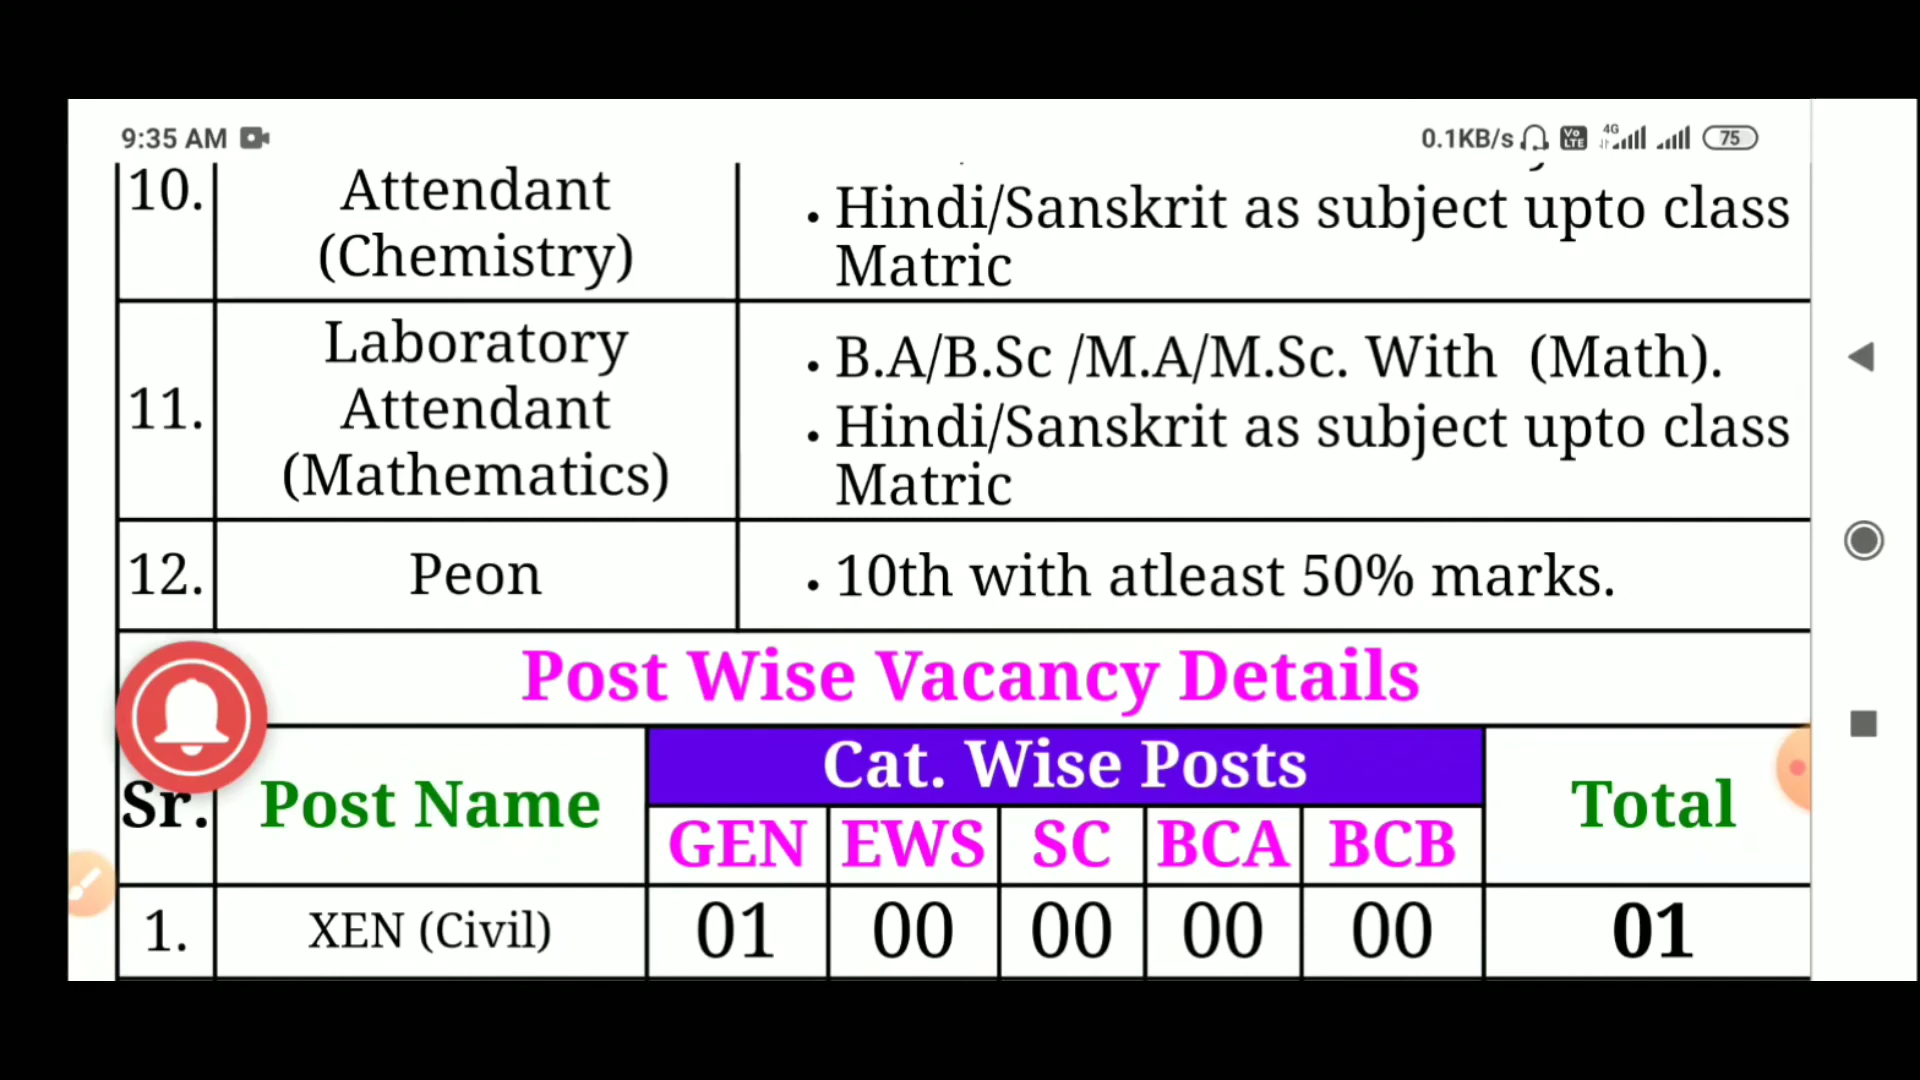 9:35 AM 0.1KB/s Vo LTE 4G 75
10. Attendant
(Chemistry)
• Hindi/Sanskrit as subject upto class
Matric
11. Laboratory
Attendant
(Mathematics)
• B.A/B.Sc /M.A/M.Sc. With (Math).
• Hindi/Sanskrit as subject upto class
Matric
12. Peon • 10th with atleast 50% marks.
Post Wise Vacancy Details
Sr. Post Name Cat. Wise Posts Total
GEN EWS SC BCA BCB
1. XEN (Civil) 01 00 00 00 00 01